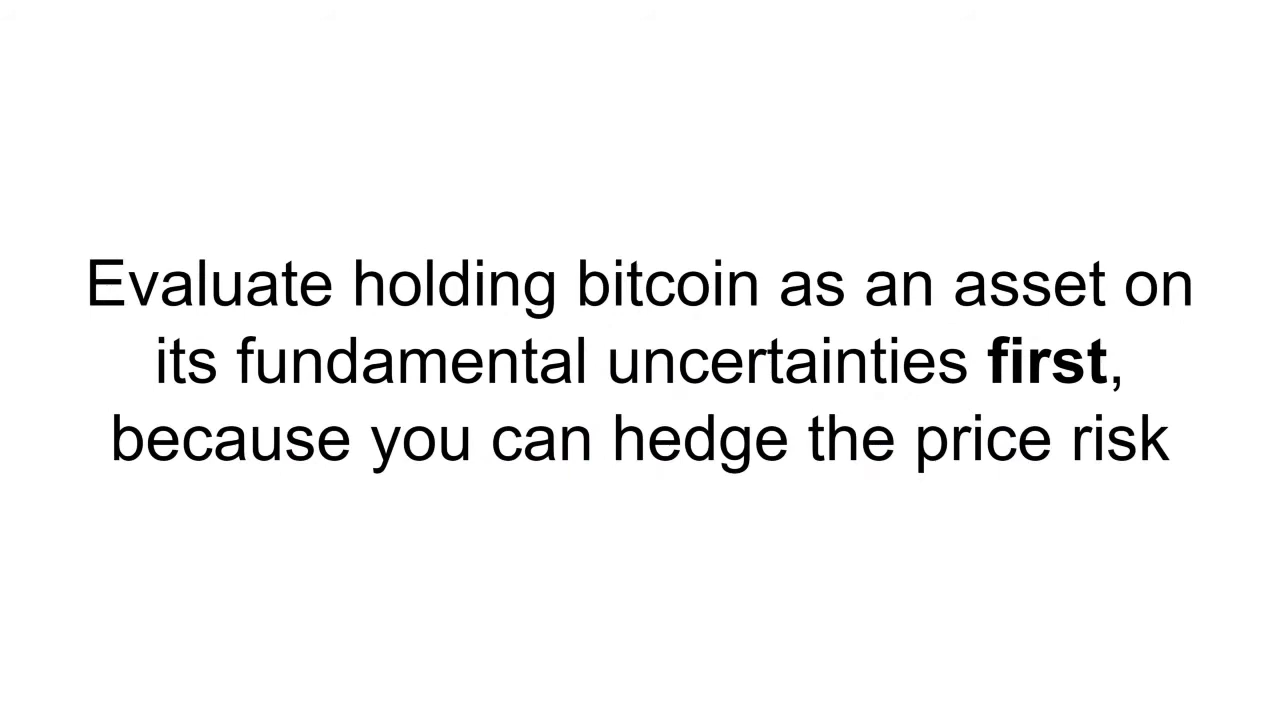 Evaluate holding bitcoin as an asset on
its fundamental uncertainties first,
because you can hedge the price risk